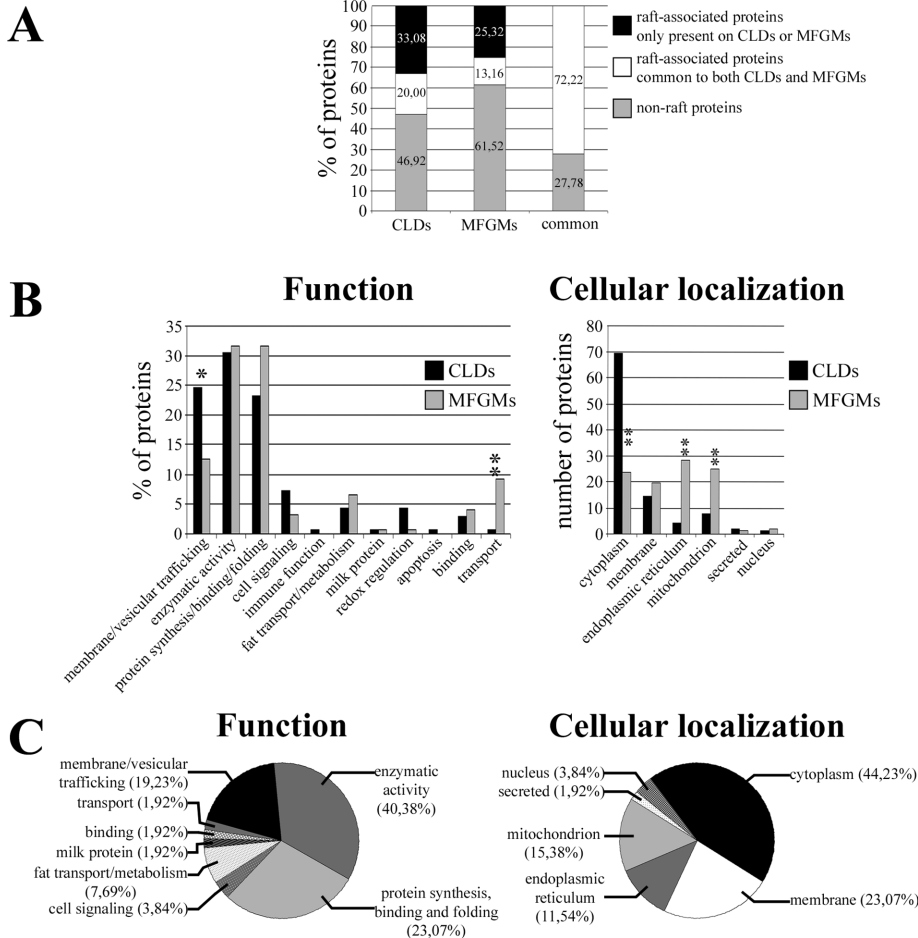 A
% of proteins
100
90
80
70
60
50
40
30
20
10
0
33,08
20,00
46,92
25,32
13,16
61,52
72,22
27,78
CLDs
MFGMs
common
raft-associated proteins
only present on CLDs or MFGMs
raft-associated proteins
common to both CLDs and MFGMs
non-raft proteins
B
Function
% of proteins
35
30
25
20
15
10
5
0
*
**
CLDs
MFGMs
membrane/vesicular trafficking
enzymatic activity
protein synthesis/binding/folding
cell signaling
immune function
fat transport/metabolism
milk protein
redox regulation
apoptosis
binding
transport
Cellular localization
number of proteins
80
70
60
50
40
30
20
10
0
**
**
**
CLDs
MFGMs
cytoplasm
membrane
endoplasmic reticulum
mitochondrion
secreted
nucleus
C
Function
membrane/vesicular
trafficking (19,23%)
transport (1,92%)
binding (1,92%)
milk protein (1,92%)
fat transport/metabolism
(7,69%)
cell signaling (3,84%)
enzymatic
activity
(40,38%)
protein synthesis,
binding and folding
(23,07%)
Cellular localization
nucleus (3,84%)
secreted (1,92%)
mitochondrion
(15,38%)
endoplasmic
reticulum
(11,54%)
cytoplasm (44,23%)
membrane (23,07%)